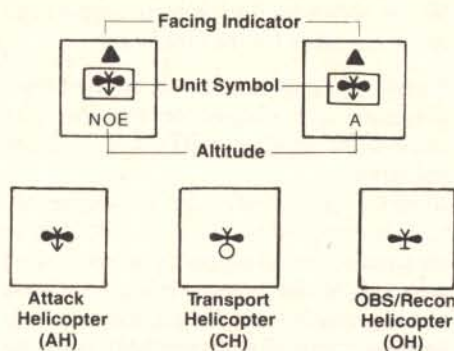 Facing Indicator
Unit Symbol
NOE
A
Altitude
Attack
Helicopter
(AH)
Transport
Helicopter
(CH)
OBS/Recon
Helicopter
(OH)